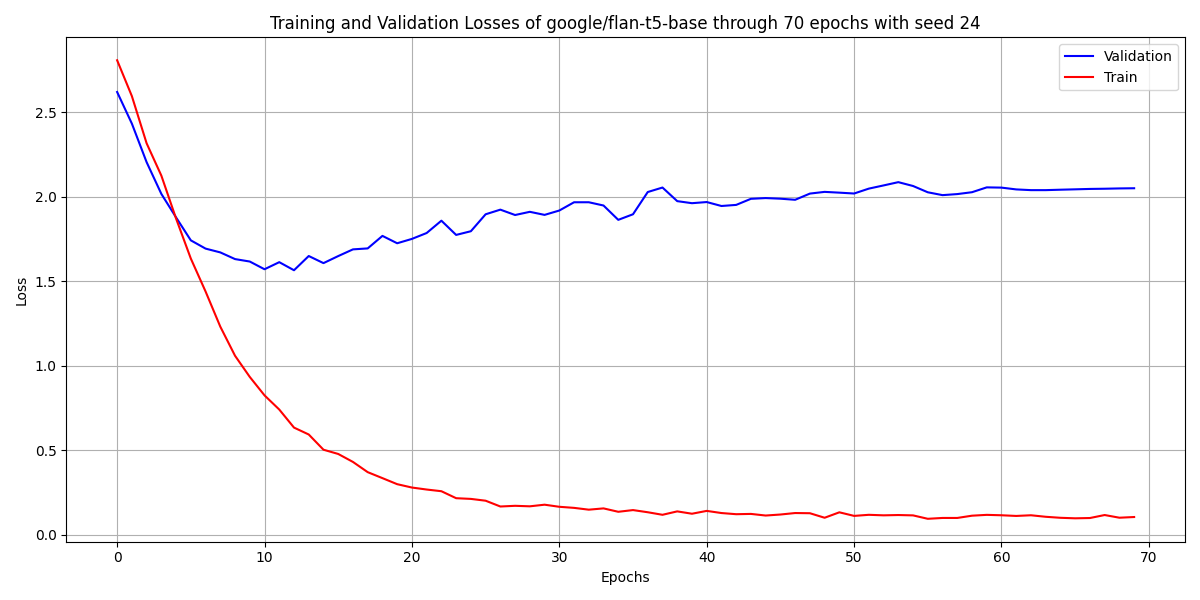 Training and Validation Losses of google/flan-t5-base through 70 epochs with seed 24
Validation
Train
2.5
2.0
1.5
1.0
0.5
0.0
Loss
0 10 20 30 40 50 60 70
Epochs